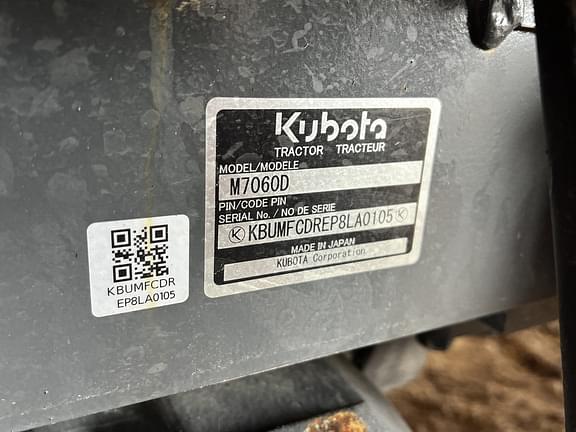 Kubota
TRACTOR TRACTEUR
MODEL/MODELE
M7060D
PIN/CODE PIN
SERIAL No. / NO DE SERIE
KBUMFCDREP8LA0105
MADE IN JAPAN
KUBOTA Corporation
KBUMFCDR
EP8LA0105